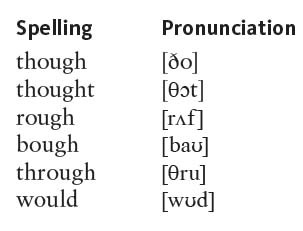 Spelling Pronunciation
though [ðo]
thought [θɔt]
rough [rʌf]
bough [baʊ]
through [θru]
would [wʊd]